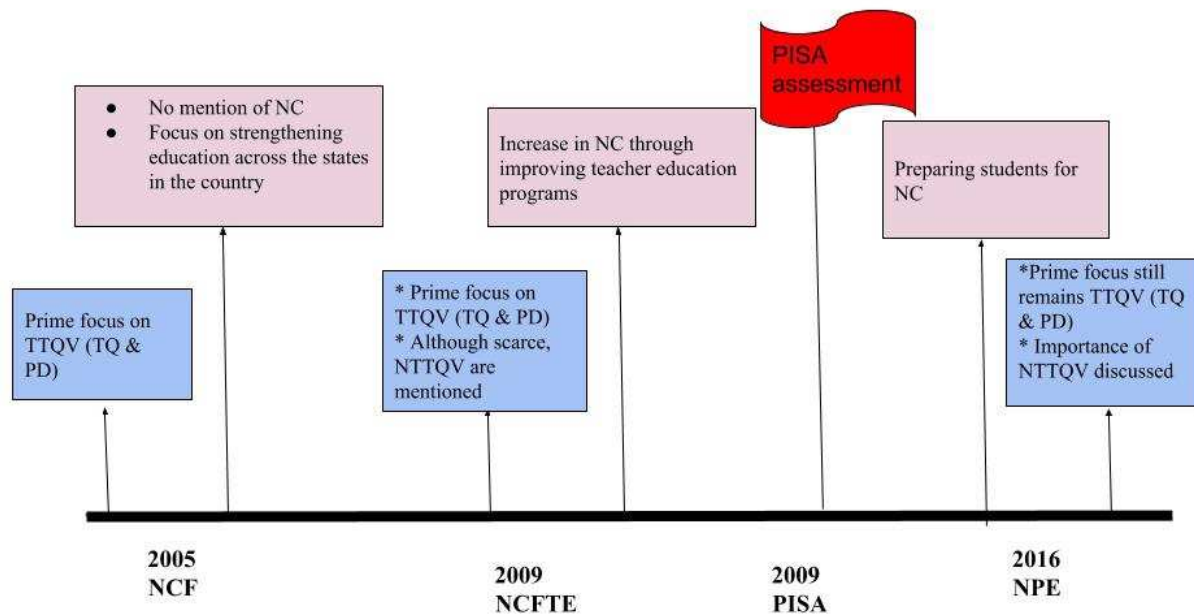 PISA
assessment
● No mention of NC
● Focus on strengthening
education across the states
in the country
Increase in NC through
improving teacher education
programs
Preparing students for
NC
Prime focus on
TTQV (TQ &
PD)
* Prime focus on
TTQV (TQ & PD)
* Although scarce,
NTTQV are
mentioned
*Prime focus still
remains TTQV (TQ
& PD)
* Importance of
NTTQV discussed
2005
NCF
2009
NCFTE
2009
PISA
2016
NPE